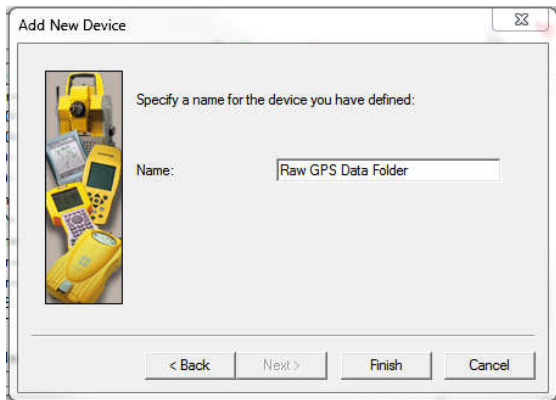 Add New Device
Specify a name for the device you have defined:
Name: Raw GPS Data Folder
< Back Next > Finish Cancel